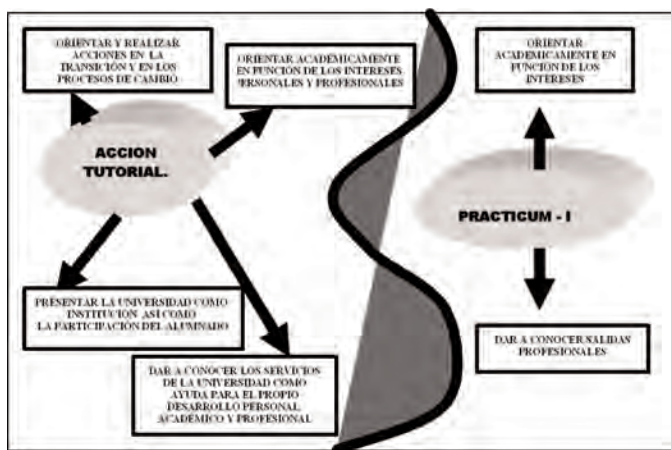 ORIENTAR Y REALIZAR
ACCIONES EN LA
TRANSICIÓN Y EN LOS
PROCESOS DE CAMBIO
ORIENTAR ACADÉMICAMENTE
EN FUNCIÓN DE LOS INTERESES
PERSONALES Y PROFESIONALES
ACCION
TUTORIAL.
PRESENTAR LA UNIVERSIDAD COMO
INSTITUCIÓN ASÍ COMO
LA PARTICIPACIÓN DEL ALUMNADO
DAR A CONOCER LOS SERVICIOS
DE LA UNIVERSIDAD COMO
AYUDA PARA EL PROPIO
DESARROLLO PERSONAL,
ACADÉMICO Y PROFESIONAL
ORIENTAR
ACADÉMICAMENTE EN
FUNCIÓN DE LOS
INTERESES
PRACTICUM - I
DAR A CONOCER SALIDAS
PROFESIONALES